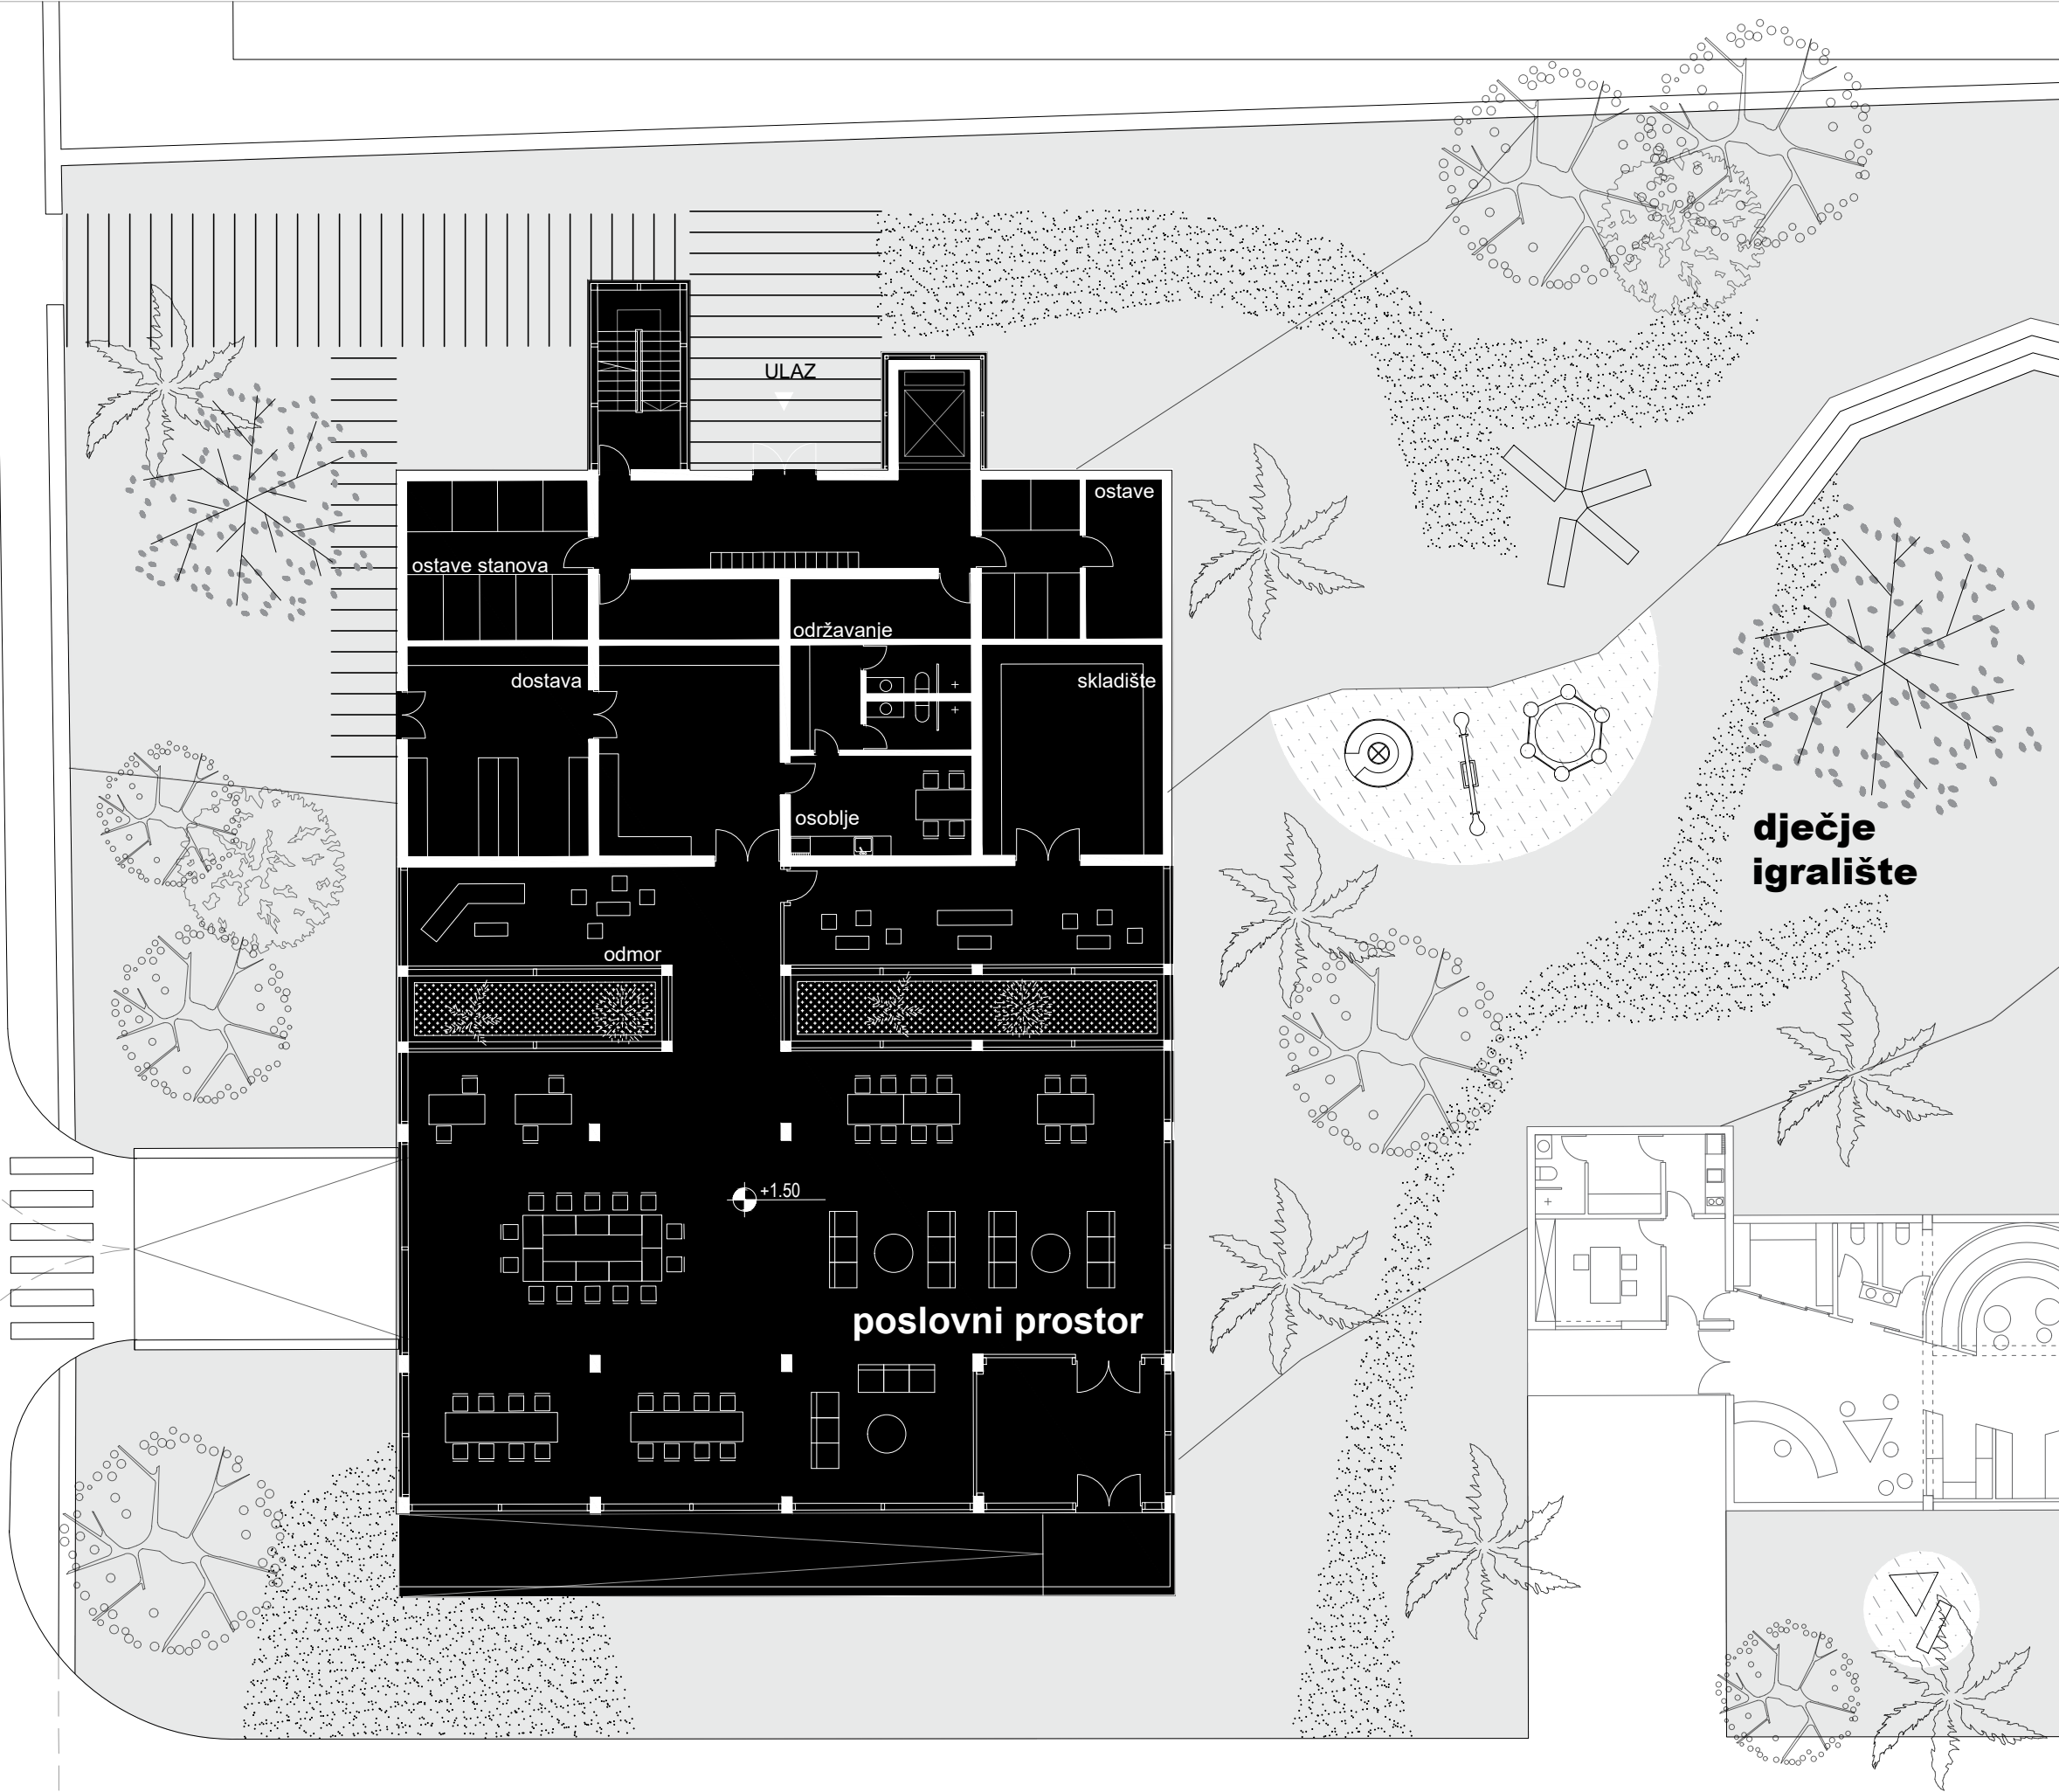 ULAZ
ostave
ostave stanova
održavanje
dostava
skladište
osoblje
dječje
igralište
odmor
+1.50
poslovni prostor